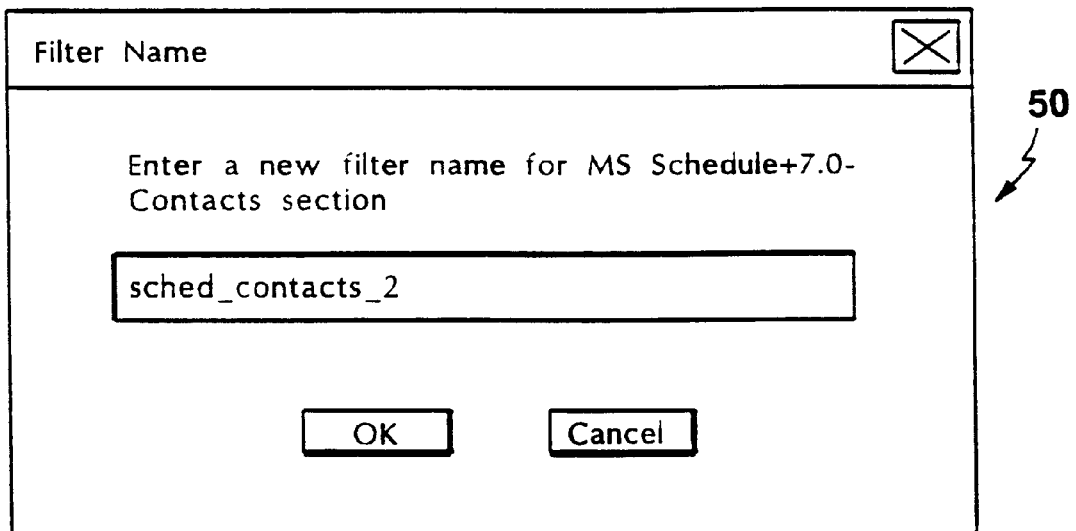 Filter Name
50
Enter a new filter name for MS Schedule+7.0-
Contacts section
sched_contacts_2
OK
Cancel